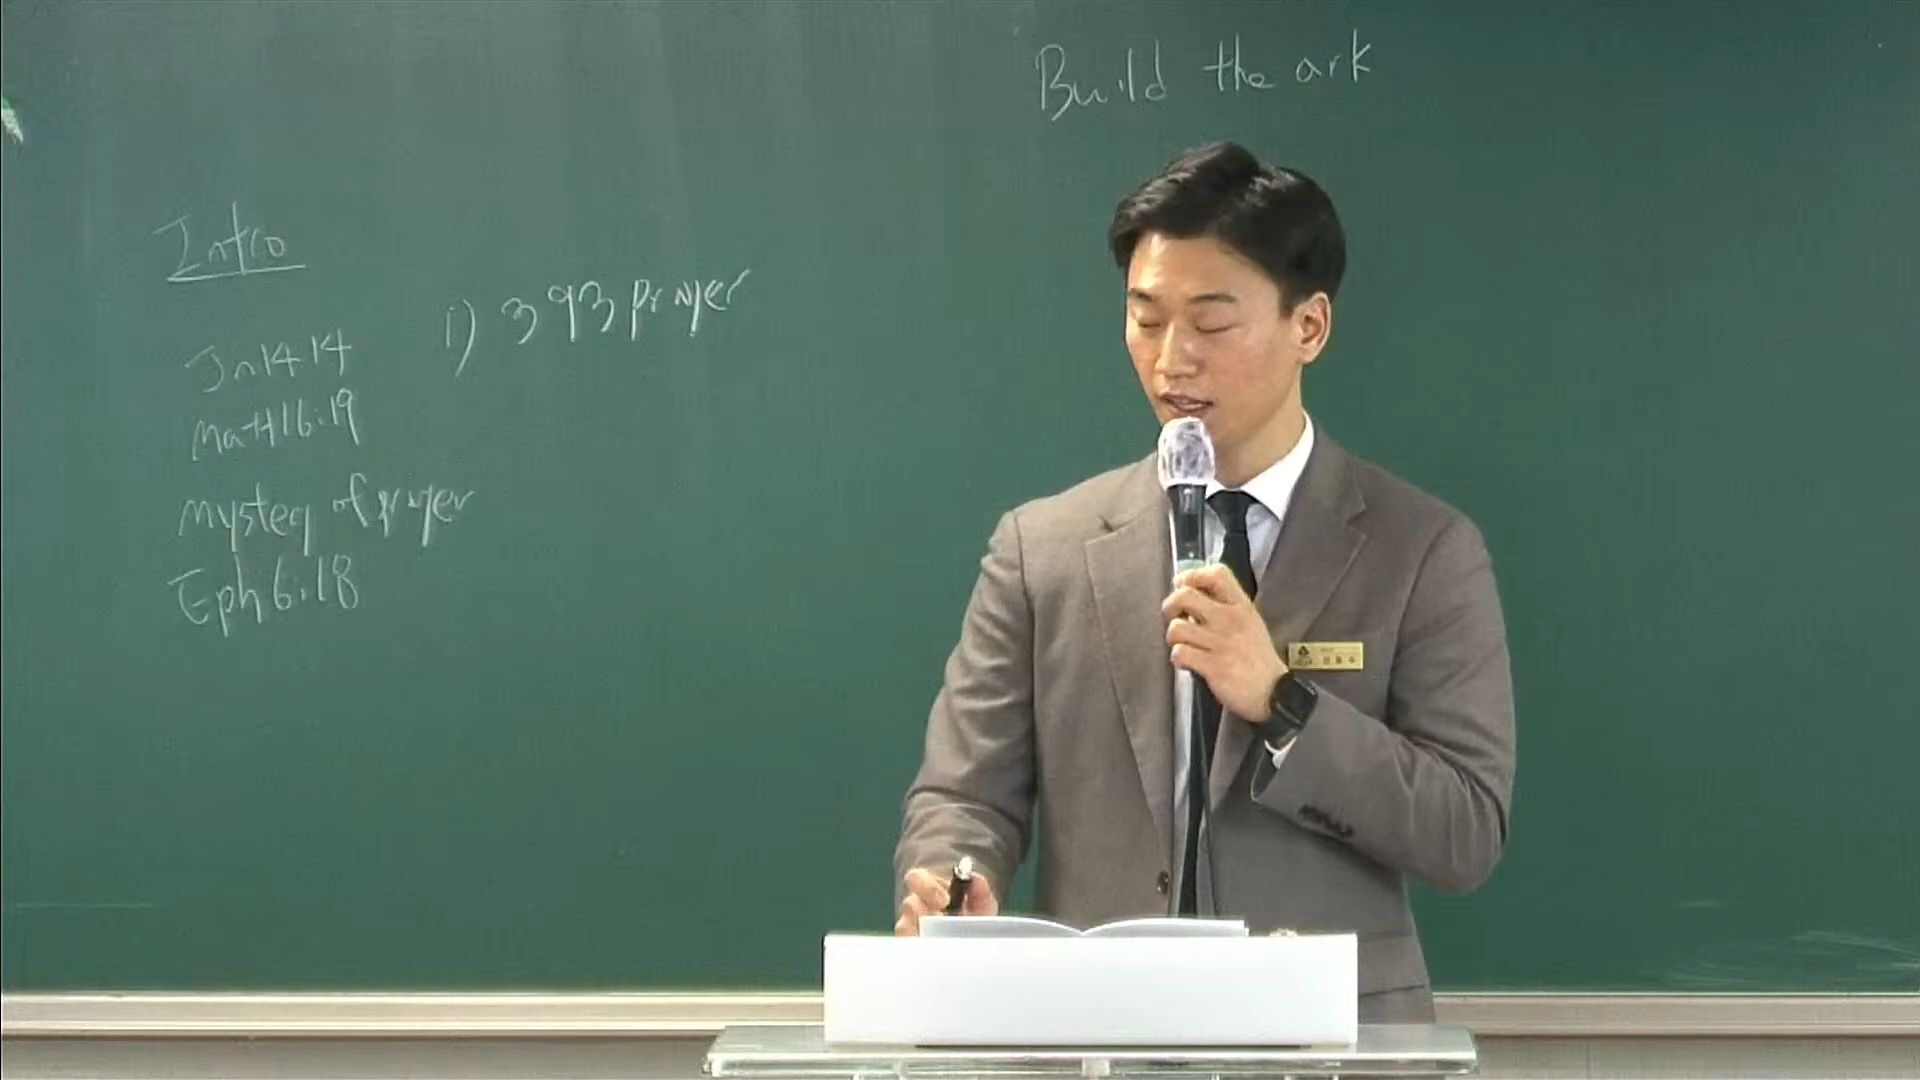 Build the ark
Intro
Jn 14 14
Matt 16:19
mystery of prayer
Eph 6:18
1) 393 prayer